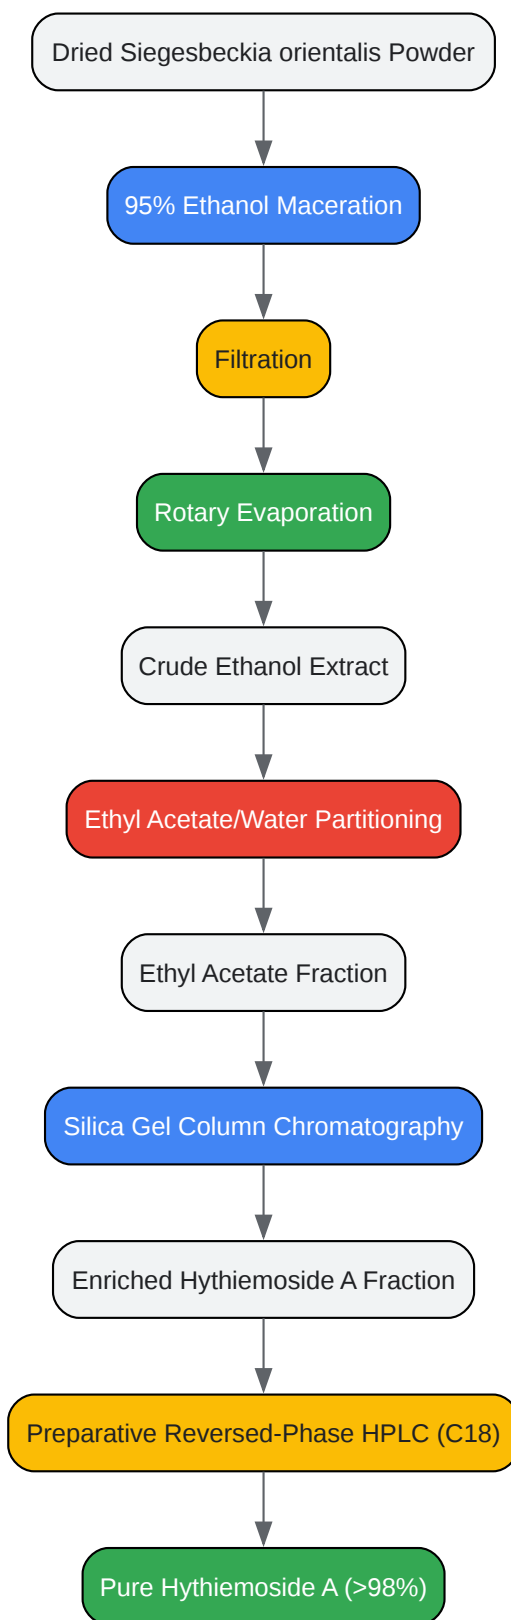 Dried Siegesbeckia orientalis Powder
95% Ethanol Maceration
Filtration
Rotary Evaporation
Crude Ethanol Extract
Ethyl Acetate/Water Partitioning
Ethyl Acetate Fraction
Silica Gel Column Chromatography
Enriched Hythiemoside A Fraction
Preparative Reversed-Phase HPLC (C18)
Pure Hythiemoside A (>98%)